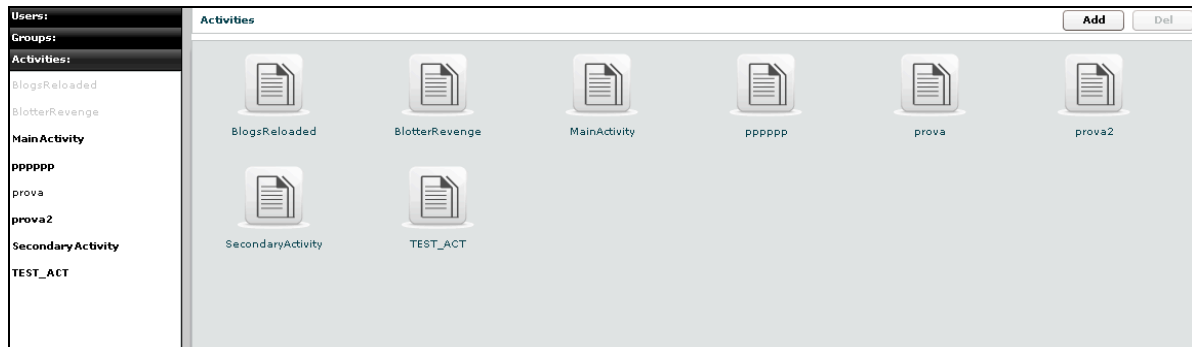 Users:
Groups:
Activities:
BlogsReloaded
BlotterRevenge
MainActivity
pppppp
prova
prova2
SecondaryActivity
TEST_ACT
Activities
Add Del
BlogsReloaded BlotterRevenge MainActivity pppppp prova prova2
SecondaryActivity TEST_ACT